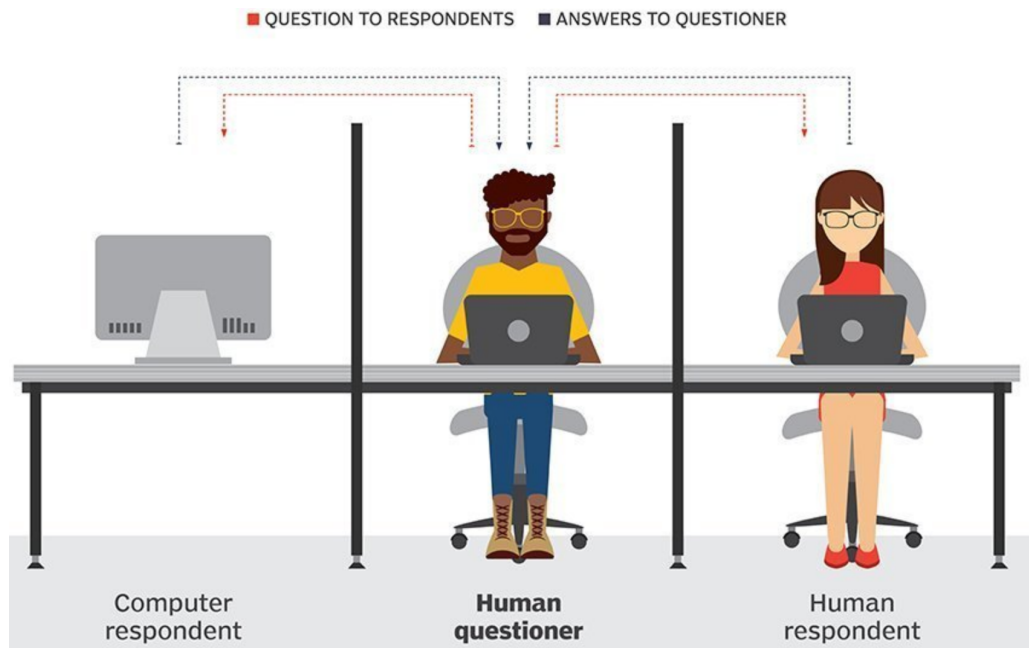 QUESTION TO RESPONDENTS ANSWERS TO QUESTIONER
Computer
respondent
Human
questioner
Human
respondent